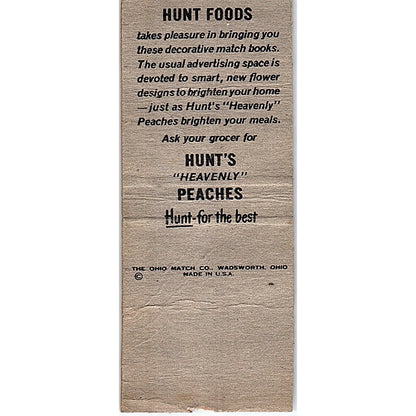 HUNT FOODS
takes pleasure in bringing you
these decorative match books.
The usual advertising space is
devoted to smart, new flower
designs to brighten your home
—just as Hunt's "Heavenly"
Peaches brighten your meals.
Ask your grocer for
HUNT'S
"HEAVENLY"
PEACHES
Hunt-for the best
THE OHIO MATCH CO., WADSWORTH, OHIO
© MADE IN U.S.A.